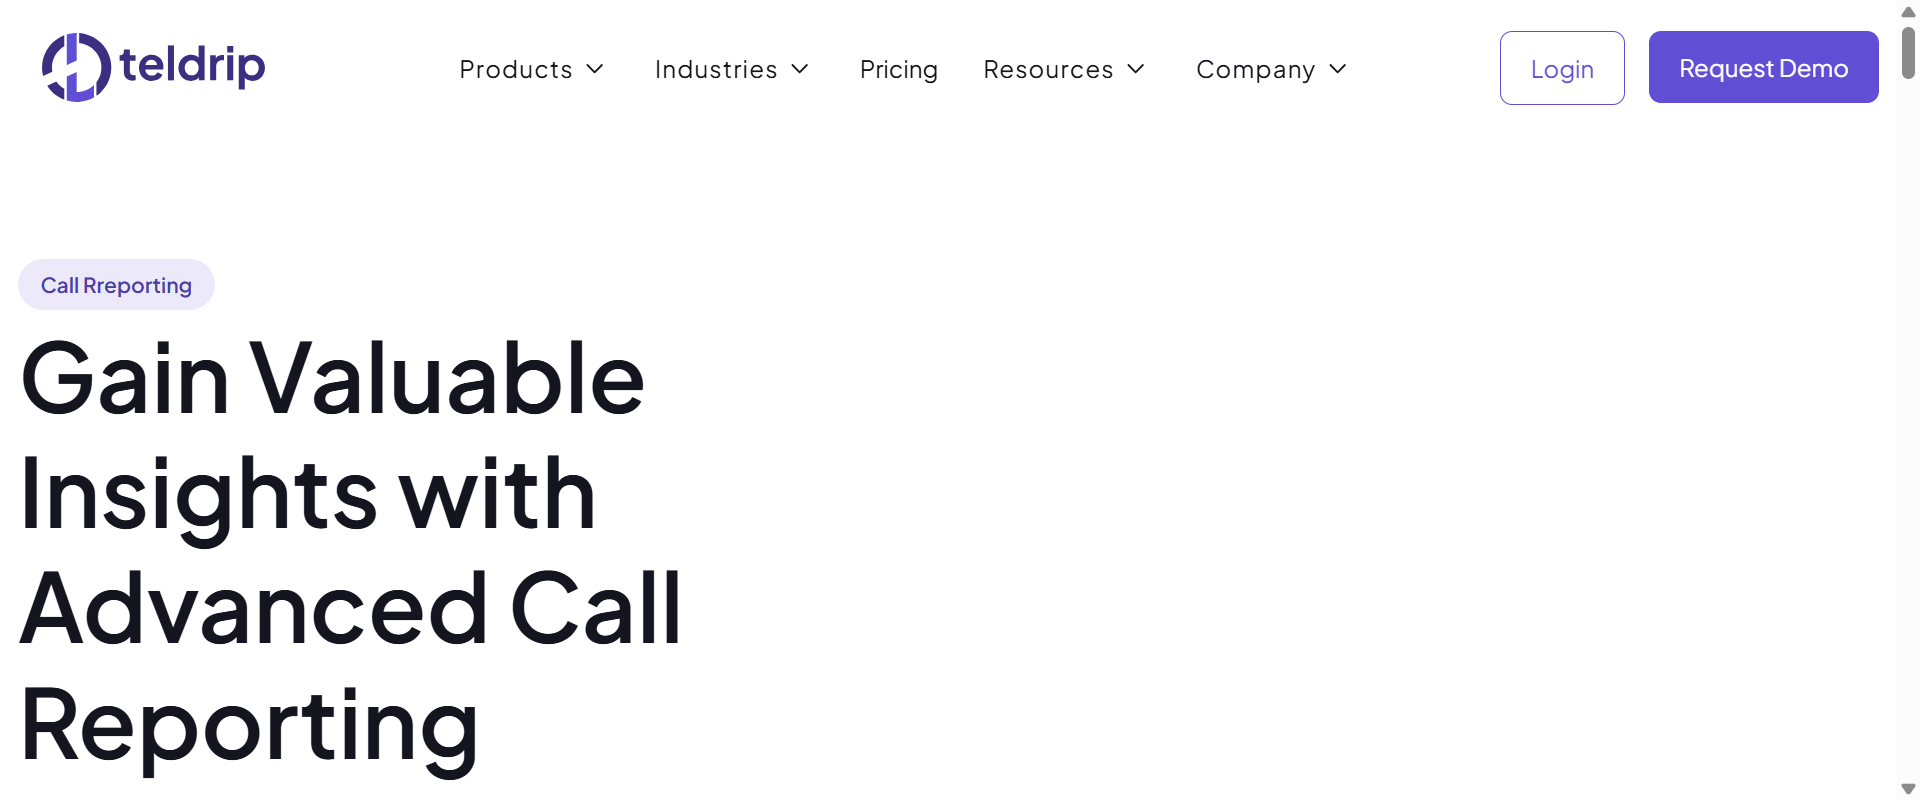 teldrip
Products
Industries
Pricing
Resources
Company
Login
Request Demo
Call Rreporting
Gain Valuable
Insights with
Advanced Call
Reporting